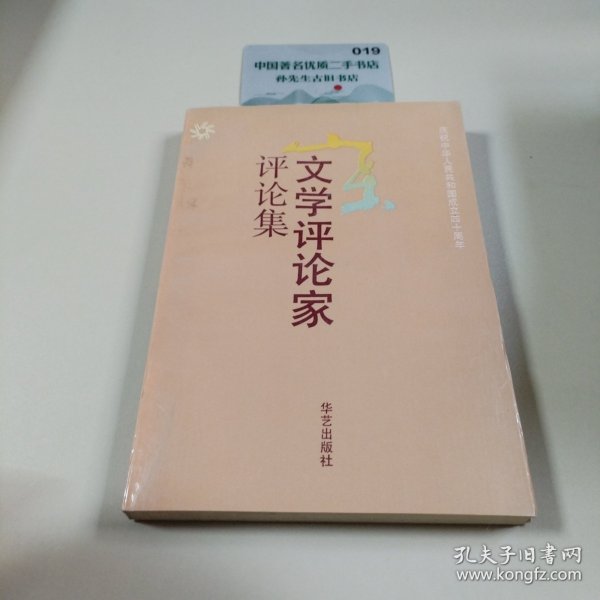 019
中国著名优质二手书店
孙先生古旧书店
庆祝中华人民共和国成立四十周年
文学评论家
评论集
华艺出版社
孔夫子旧书网
www.kongfz.com